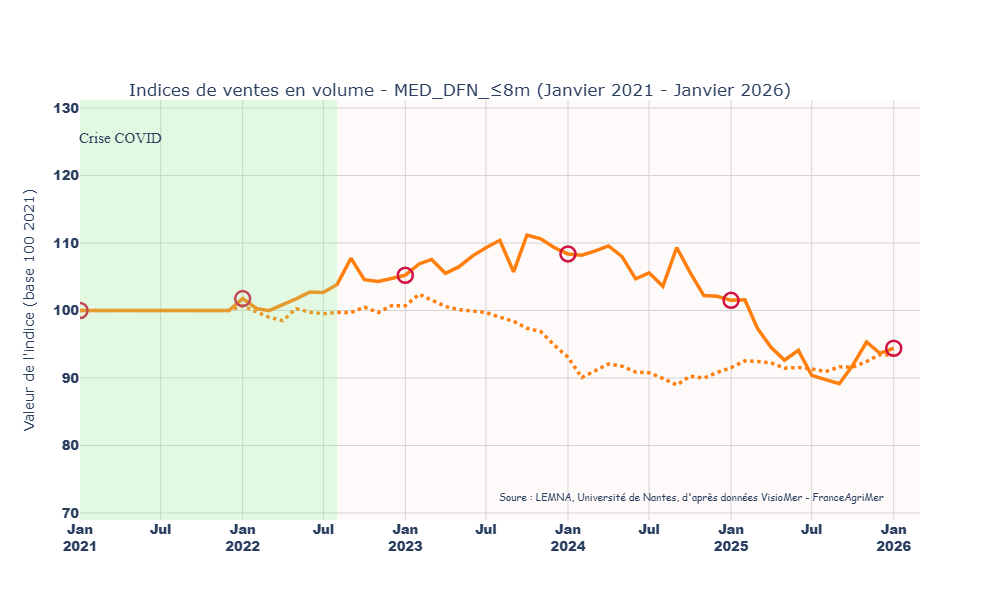 Indices de ventes en volume - MED_DFN_≤8m (Janvier 2021 - Janvier 2026)
130
Crise COVID
120
110
100
90
80
70
Valeur de l'indice (base 100 2021)
Soure : LEMNA, Université de Nantes, d'après données VisioMer - FranceAgriMer
Jan Jul Jan Jul Jan Jul Jan Jul Jan Jul Jan
2021 2022 2023 2024 2025 2026